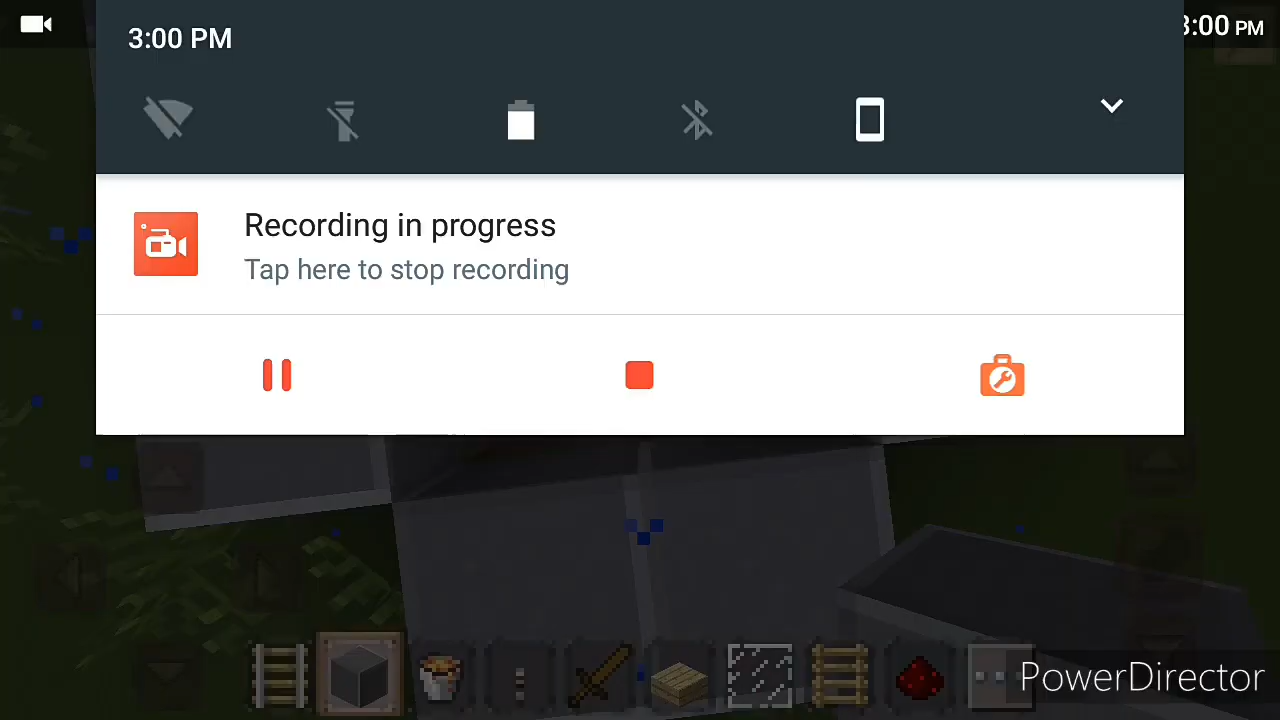 3:00 PM
3:00 PM
Recording in progress
Tap here to stop recording
PowerDirector